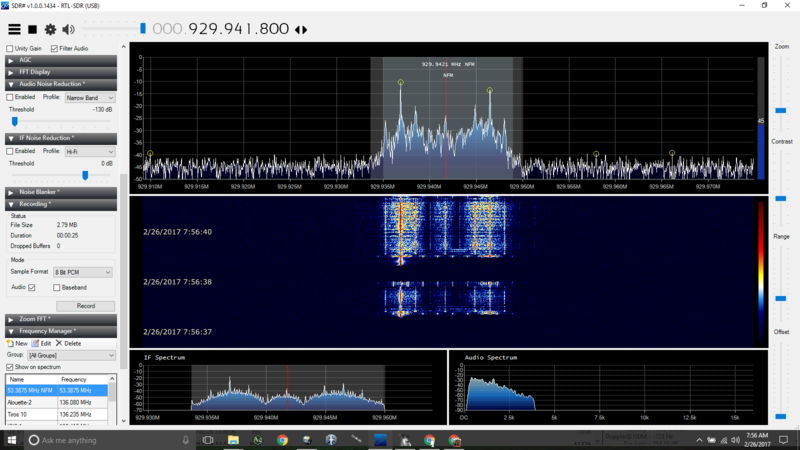 SDR# v1.0.0.1434 - RTL-SDR (USB)
000.929.941.800
Unity Gain Filter Audio
AGC
FFT Display
Audio Noise Reduction *
Enabled Profile: Narrow Band
Threshold -130 dB
IF Noise Reduction *
Enabled Profile: Hi-Fi
Threshold 0 dB
Noise Blanker *
Recording *
Status
File Size 2.79 MB
Duration 00:00:25
Dropped Buffers 0
Mode
Sample Format 8 Bit PCM
Audio Baseband
Record
Zoom FFT *
Frequency Manager *
New Edit Delete
Group: [All Groups]
Show on spectrum
Name Frequency
53.3875 MHz NFM 53.3875 MHz
Alouette-2 136.080 MHz
Tiros 10 136.235 MHz
929.9421 MHz NFM
NFM
0
-10
-15
-20
-25
-30
-35
-40
-45
-50
45
929.910M 929.915M 929.920M 929.925M 929.930M 929.935M 929.940M 929.945M 929.950M 929.955M 929.960M 929.965M 929.970M
2/26/2017 7:56:40
2/26/2017 7:56:38
2/26/2017 7:56:37
IF Spectrum
0
-10
-20
-30
-40
-50
-60
-70
929.930M 929.935M 929.940M 929.945M 929.950M
Audio Spectrum
0
-10
-20
-30
-40
-50
-60
-70
-80
-90
DC 2.5k 5k 7.5k 10k 12.5k 15k
Zoom
Contrast
Range
Offset
Ask me anything
7:56 AM
2/26/2017